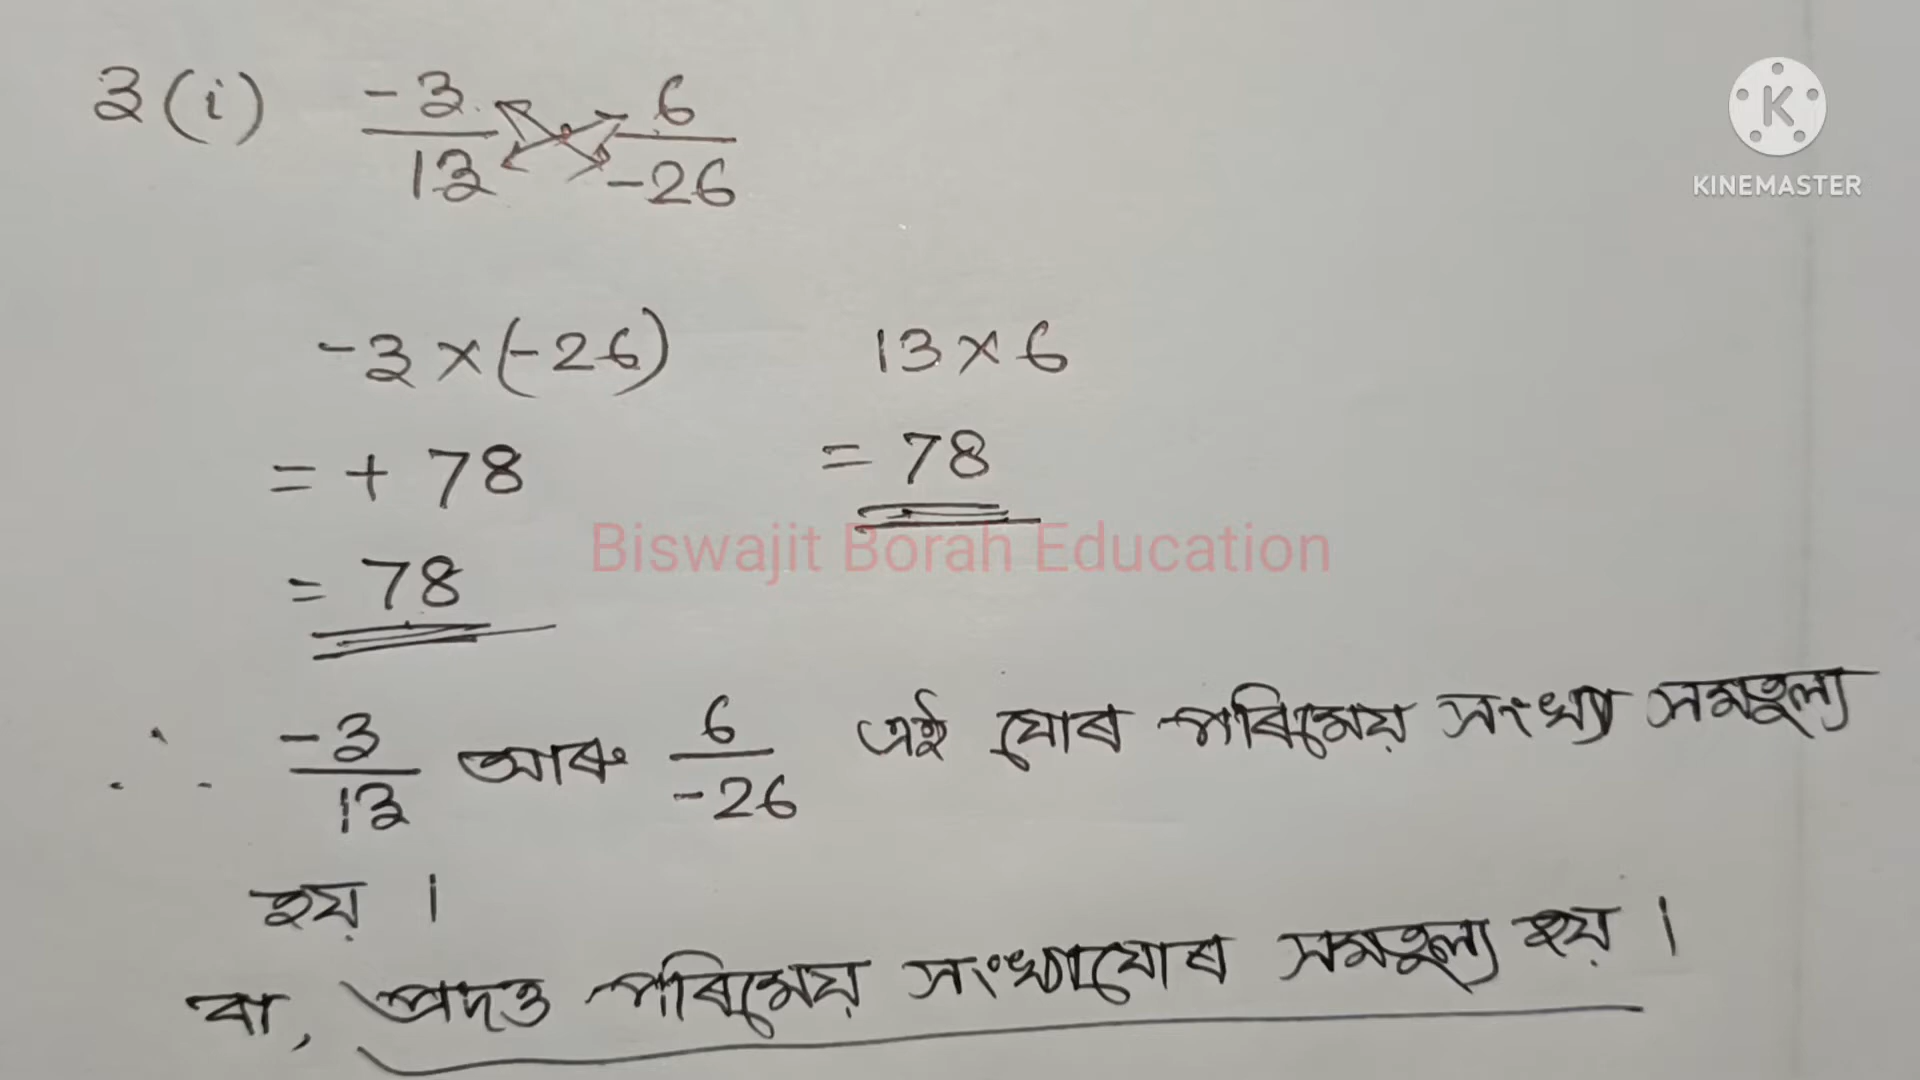 3(i) -3/13 6/-26
KINEMASTER
-3×(-26) 13×6
= + 78 = 78
Biswajit Borah Education
= 78
∴ -3/13 আৰু 6/-26 এই যোৰ পৰিমেয় সংখ্যা সমতুল্য
হয় ।
বা, প্ৰদত্ত পৰিমেয় সংখ্যাযোৰ সমতুল্য হয় ।